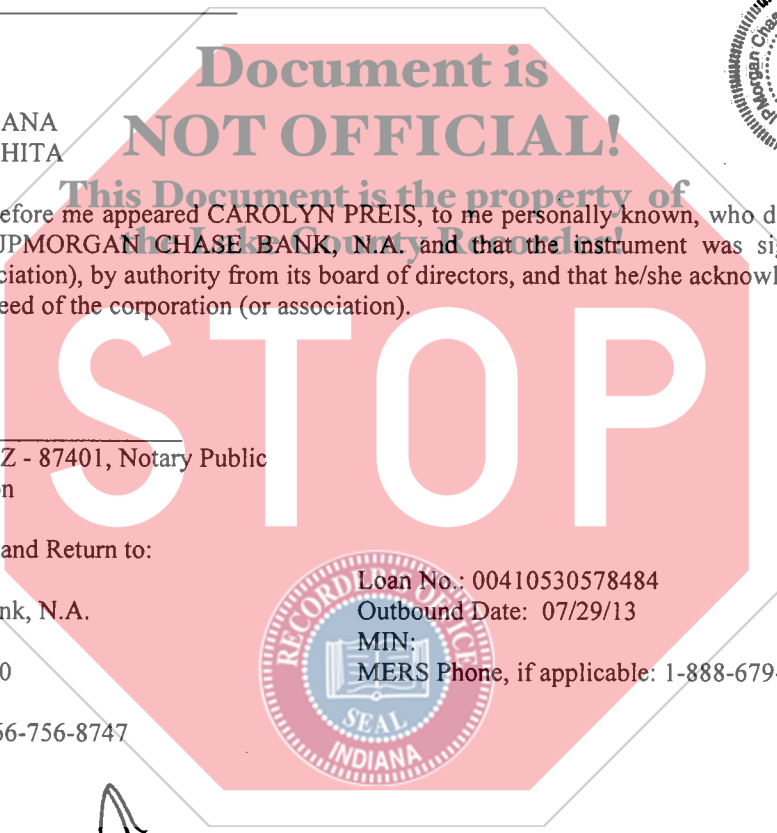 Document is
NOT OFFICIAL!
This Document is the property of
the Lake County Recorder!
JPMorgan Chas
ANA
HITA
efore me appeared CAROLYN PREIS, to me personally known, who d
JPMORGAN CHASE BANK, N.A. and that the instrument was sig
ciation), by authority from its board of directors, and that he/she acknowl
eed of the corporation (or association).
STOP
Z - 87401, Notary Public
n
and Return to:
nk, N.A.
0
56-756-8747
Loan No.: 00410530578484
Outbound Date: 07/29/13
MIN:
MERS Phone, if applicable: 1-888-679-
RECORDER'S OFFICE
SEAL
INDIANA